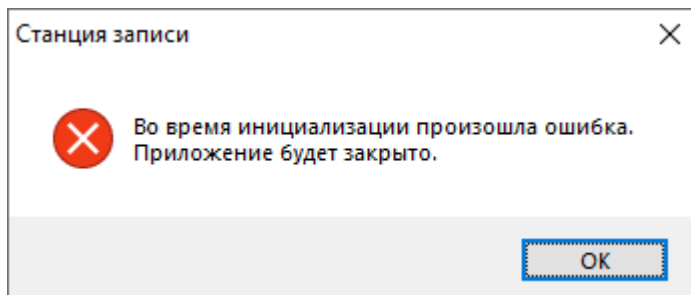 Станция записи
Во время инициализации произошла ошибка.
Приложение будет закрыто.
OK